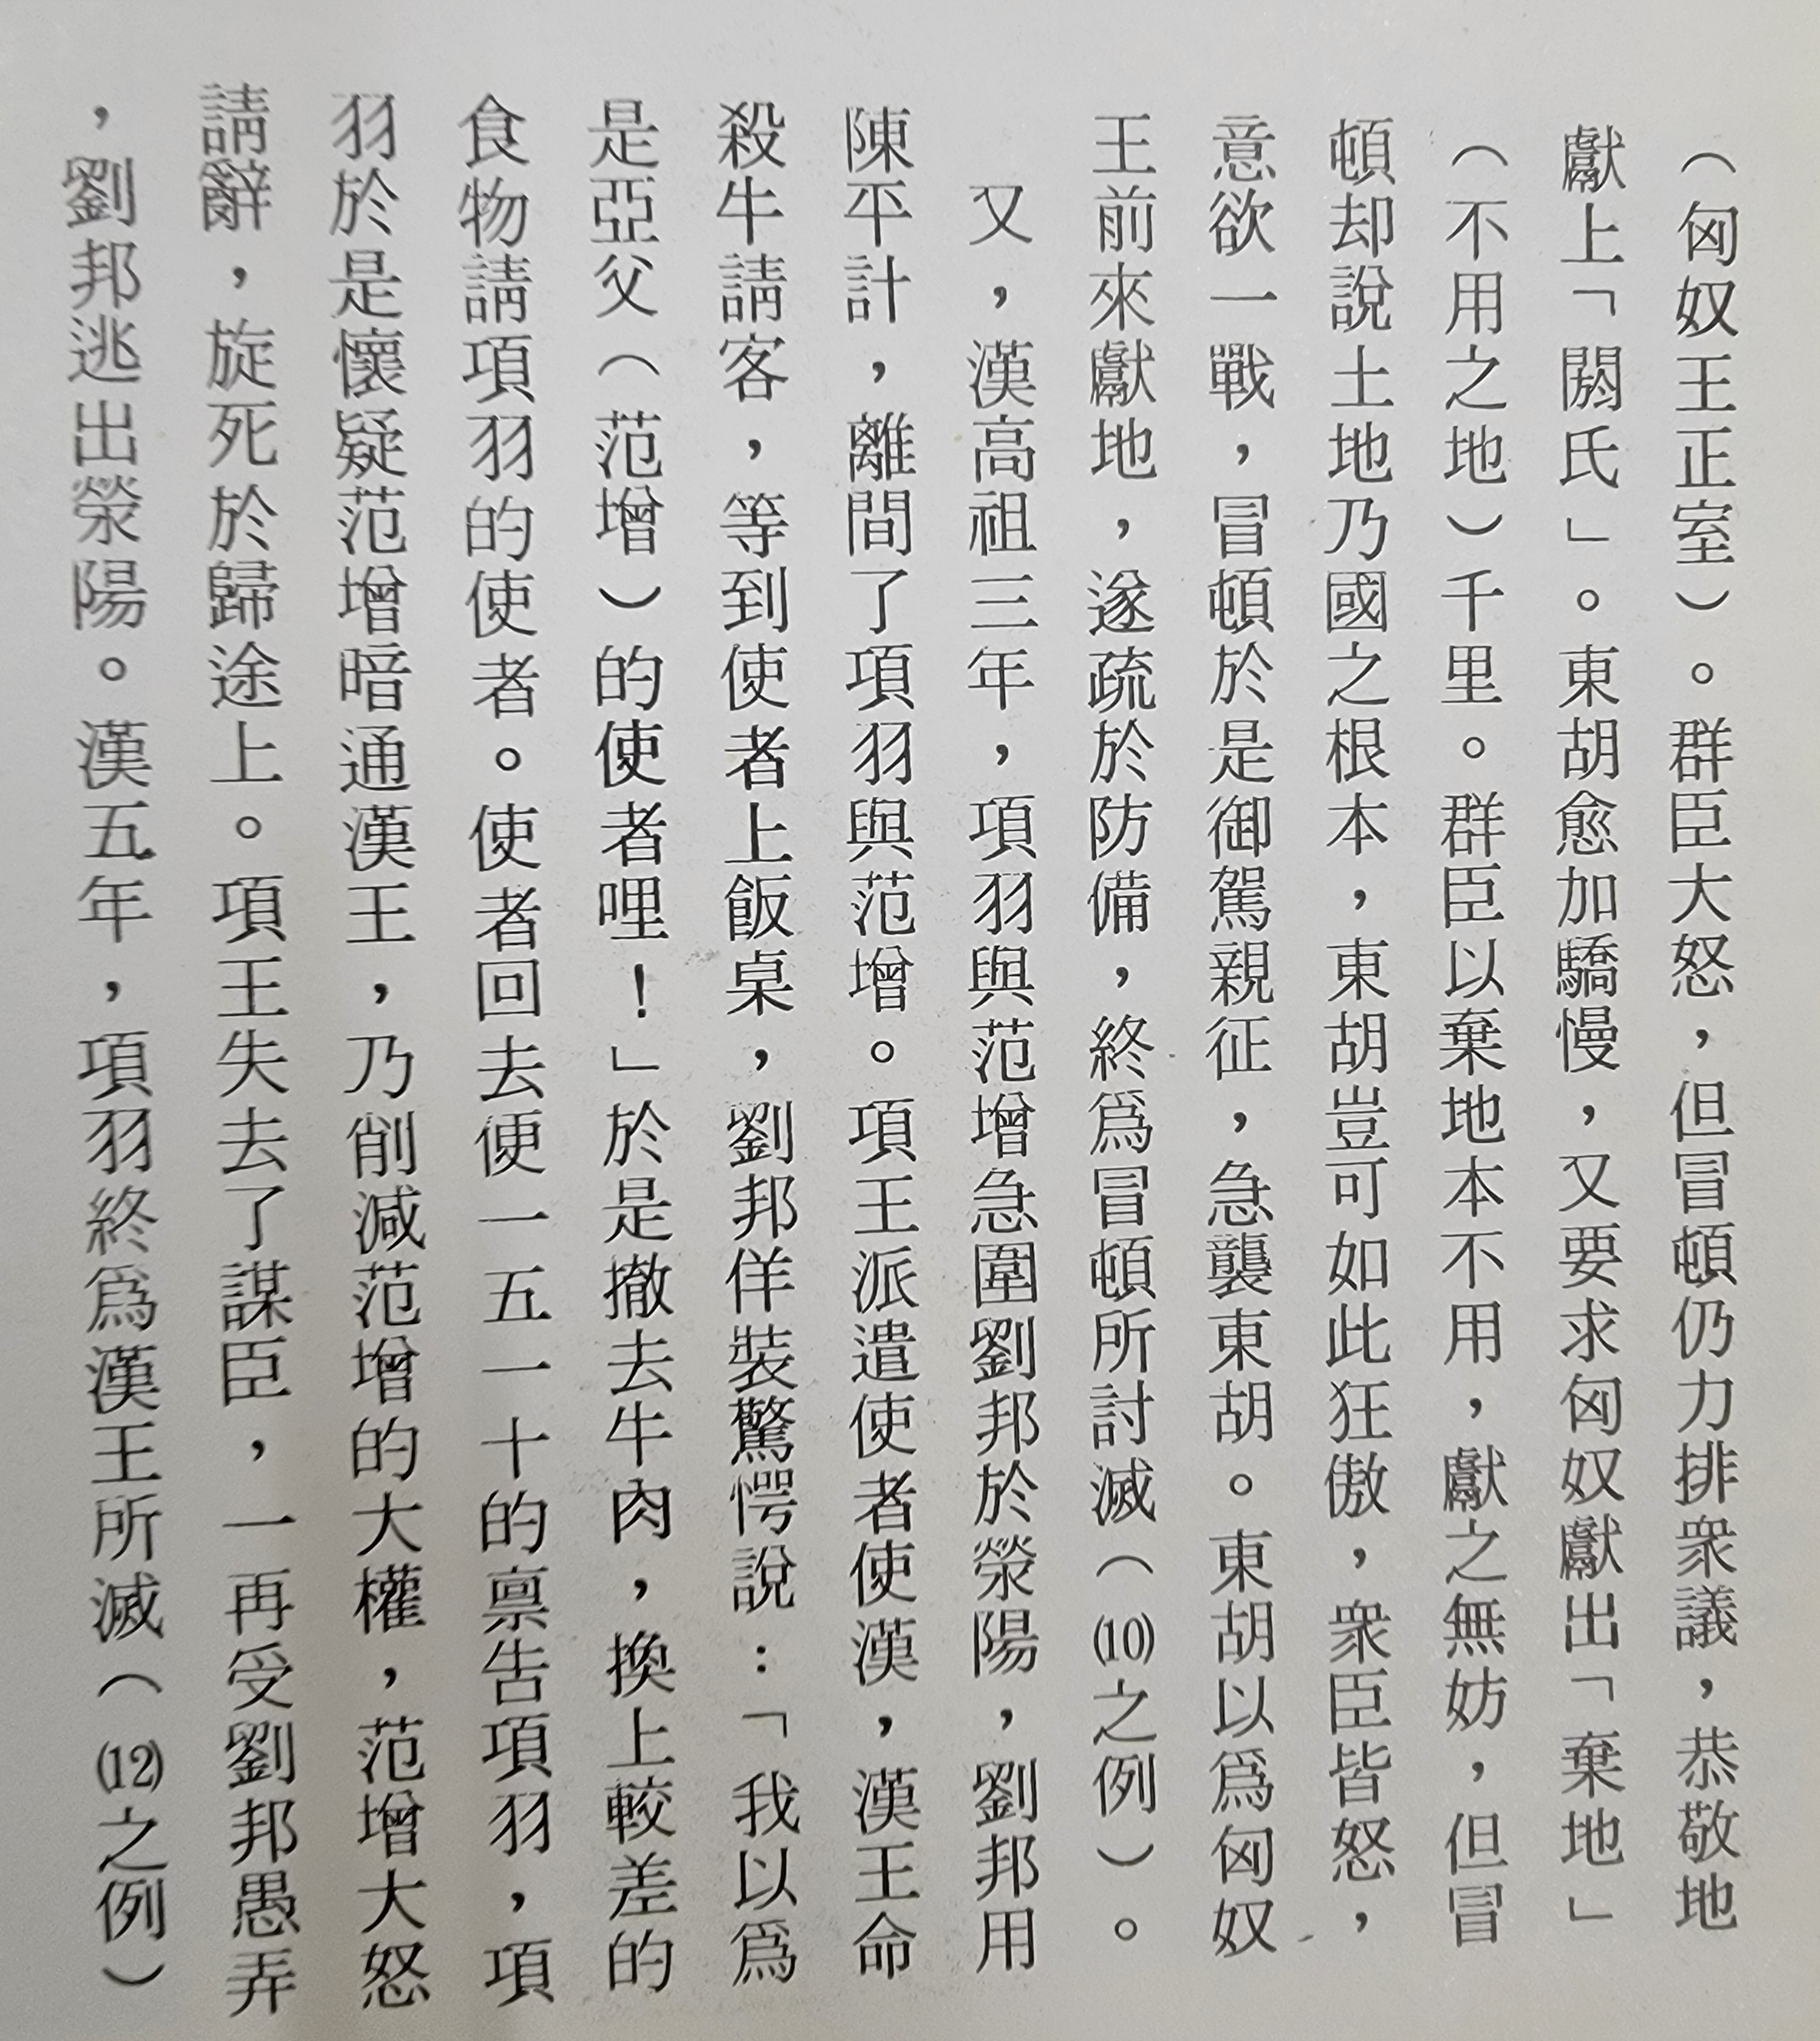 （匈奴王正室）。群臣大怒，但冒頓仍力排衆議，恭敬地
獻上「閼氏」。東胡愈加驕慢，又要求匈奴獻出「棄地」
（不用之地）千里。群臣以棄地本不用，獻之無妨，但冒
頓却說土地乃國之根本，東胡豈可如此狂傲，衆臣皆怒，
意欲一戰，冒頓於是御駕親征，急襲東胡。東胡以爲匈奴
王前來獻地，遂疏於防備，終爲冒頓所討滅（⑽之例）。
又，漢高祖三年，項羽與范增急圍劉邦於滎陽，劉邦用
陳平計，離間了項羽與范增。項王派遣使者使漢，漢王命
殺牛請客，等到使者上飯桌，劉邦佯裝驚愕說：「我以爲
是亞父（范增）的使者哩！」於是撤去牛肉，換上較差的
食物請項羽的使者。使者回去便一五一十的禀告項羽，項
羽於是懷疑范增暗通漢王，乃削減范增的大權，范增大怒
請辭，旋死於歸途上。項王失去了謀臣，一再受劉邦愚弄
，劉邦逃出滎陽。漢五年，項羽終爲漢王所滅（⑿之例）